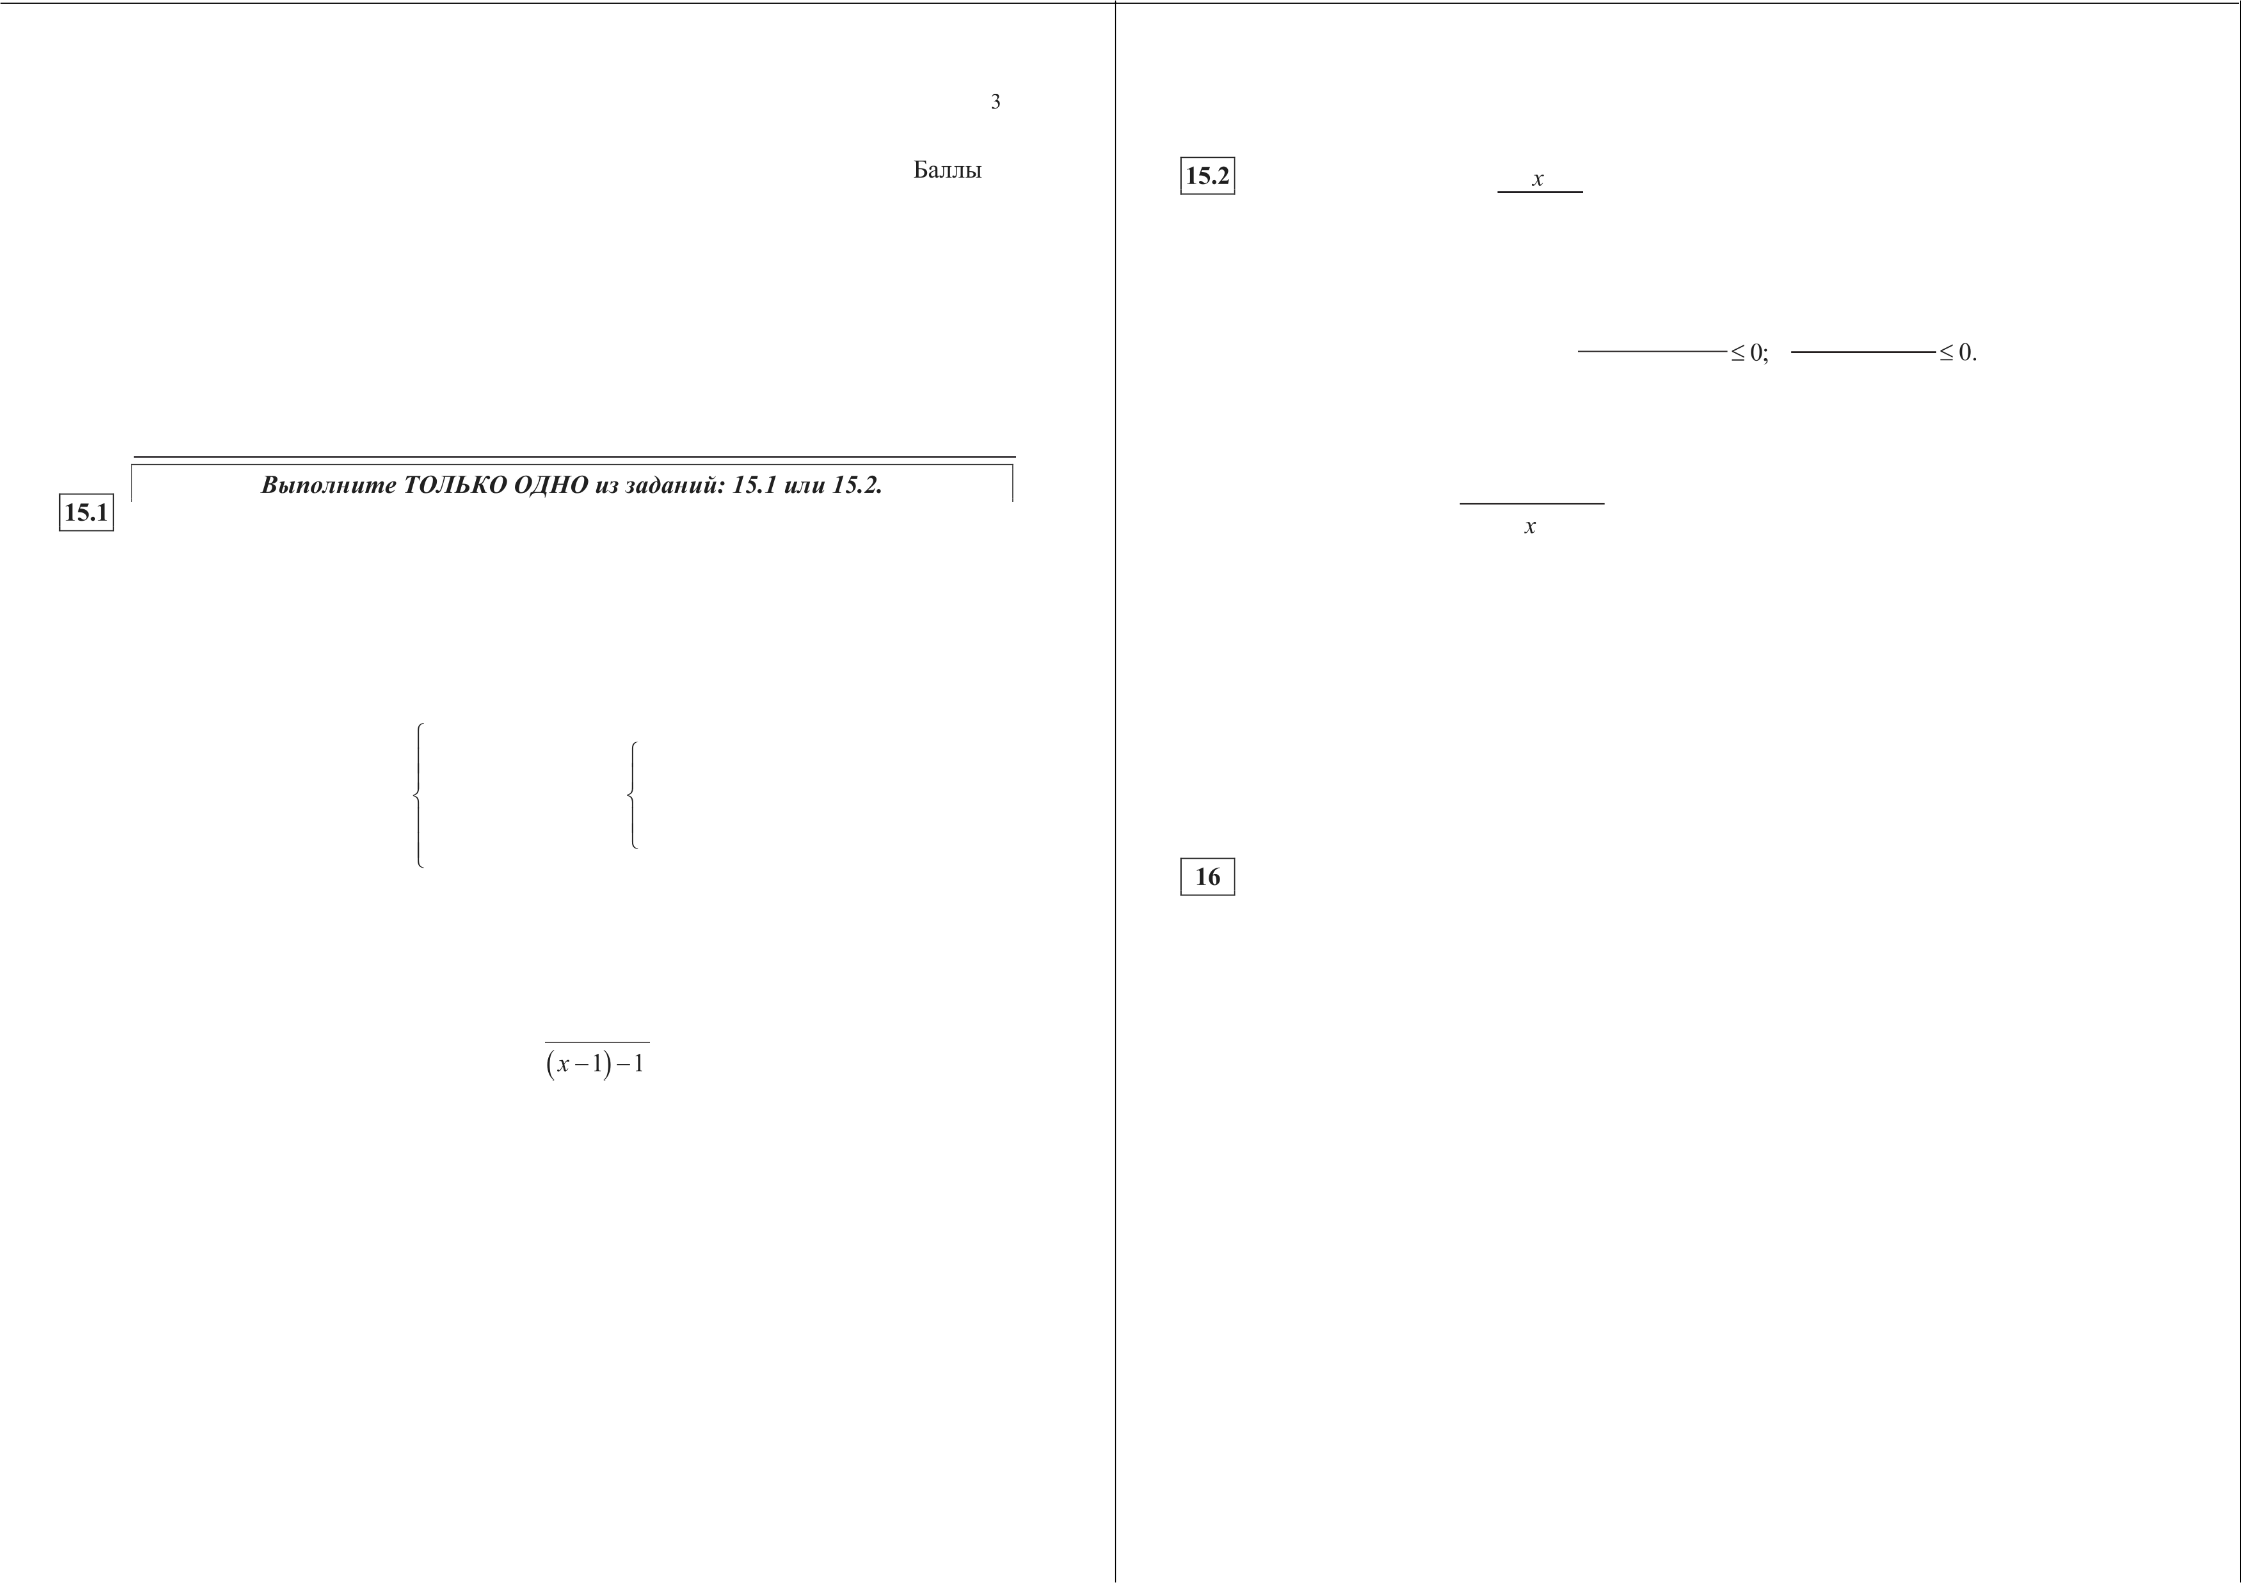 3
Баллы
Выполните ТОЛЬКО ОДНО из заданий: 15.1 или 15.2.
15.1
(x – 1) – 1
15.2
x
≤ 0; ≤ 0.
x
16